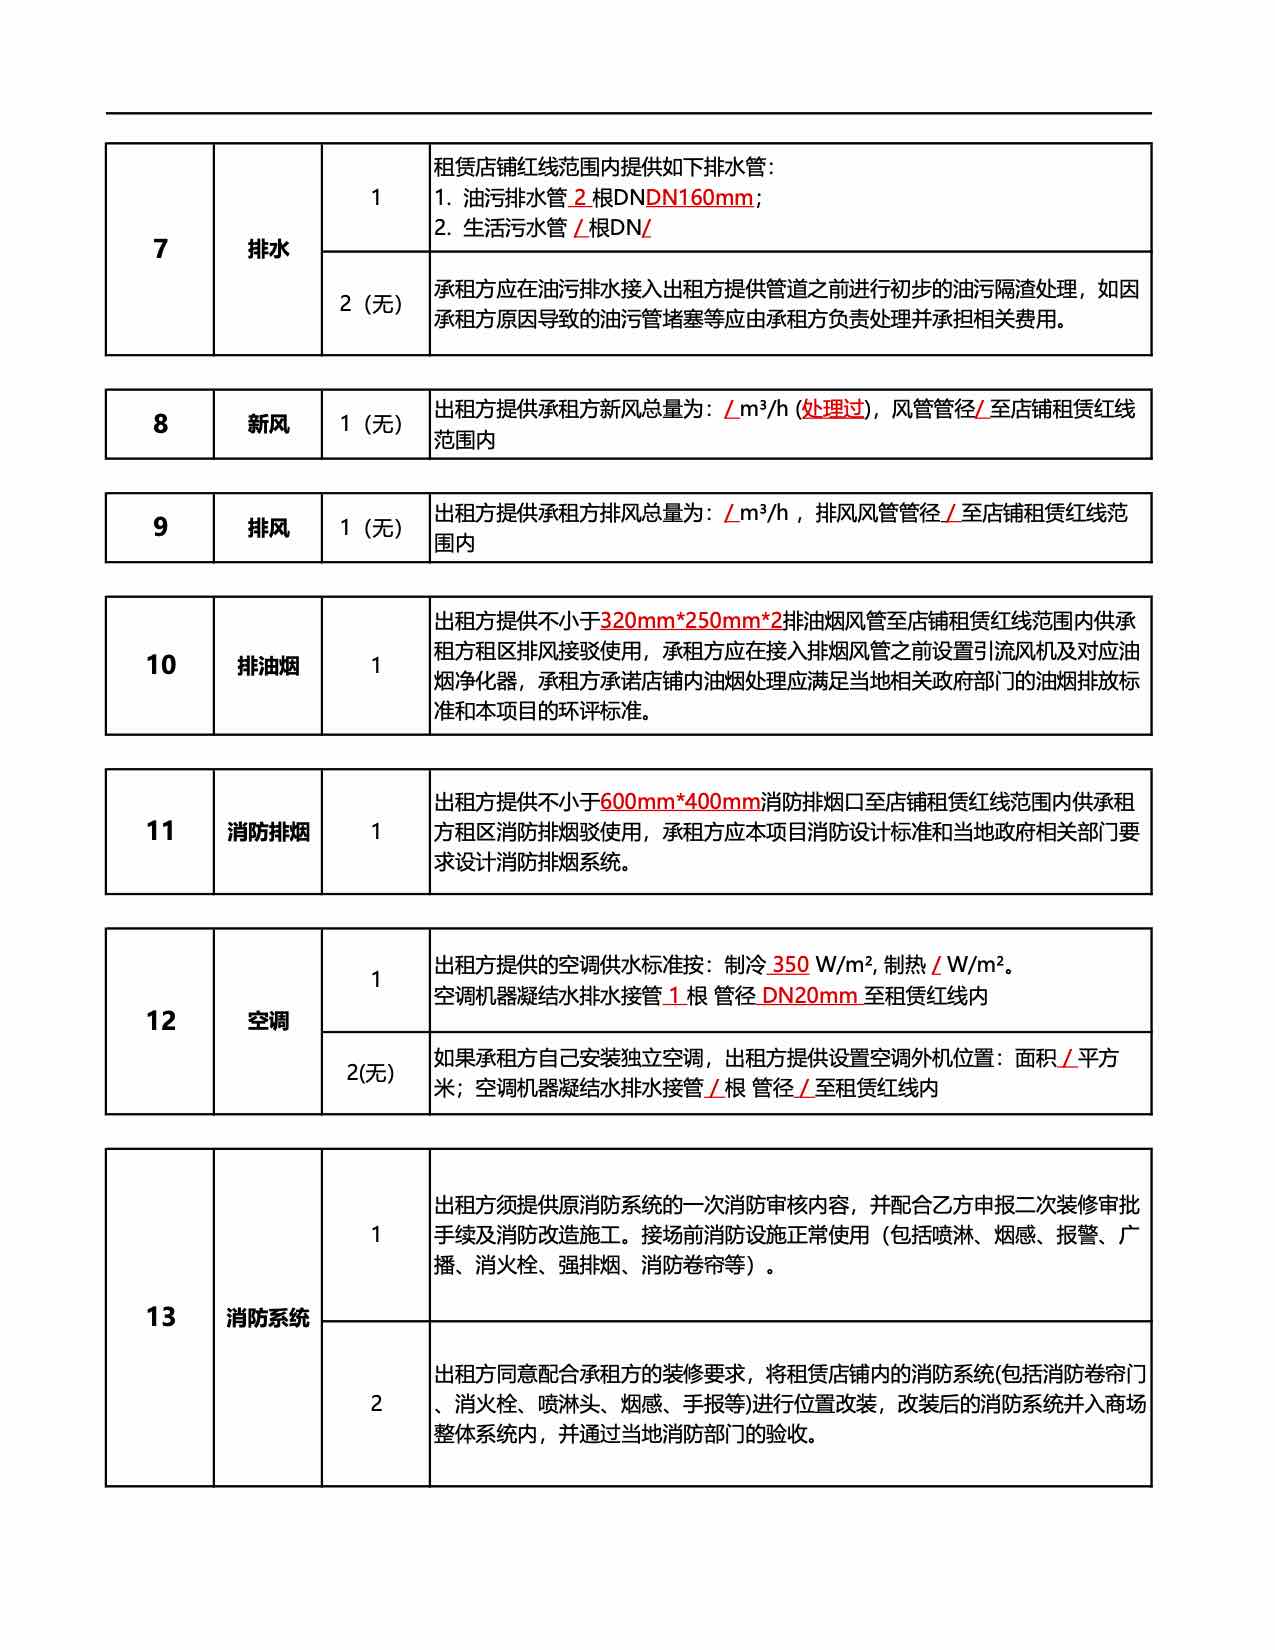 7
排水
1
租赁店铺红线范围内提供如下排水管：
1. 油污排水管 2 根DNDN160mm；
2. 生活污水管 / 根DN/
2（无）
承租方应在油污排水接入出租方提供管道之前进行初步的油污隔渣处理，如因
承租方原因导致的油污管堵塞等应由承租方负责处理并承担相关费用。
8
新风
1（无）
出租方提供承租方新风总量为：/ m³/h (处理过)，风管管径/ 至店铺租赁红线
范围内
9
排风
1（无）
出租方提供承租方排风总量为：/ m³/h ，排风风管管径 / 至店铺租赁红线范
围内
10
排油烟
1
出租方提供不小于320mm*250mm*2排油烟风管至店铺租赁红线范围内供承
租方租区排风接驳使用，承租方应在接入排烟风管之前设置引流风机及对应油
烟净化器，承租方承诺店铺内油烟处理应满足当地相关政府部门的油烟排放标
准和本项目的环评标准。
11
消防排烟
1
出租方提供不小于600mm*400mm消防排烟口至店铺租赁红线范围内供承租
方租区消防排烟驳使用，承租方应本项目消防设计标准和当地政府相关部门要
求设计消防排烟系统。
12
空调
1
出租方提供的空调供水标准按：制冷 350 W/m², 制热 / W/m²。
空调机器凝结水排水接管 1 根 管径 DN20mm 至租赁红线内
2(无)
如果承租方自己安装独立空调，出租方提供设置空调外机位置：面积 / 平方
米；空调机器凝结水排水接管 / 根 管径 / 至租赁红线内
13
消防系统
1
出租方须提供原消防系统的一次消防审核内容，并配合乙方申报二次装修审批
手续及消防改造施工。接场前消防设施正常使用（包括喷淋、烟感、报警、广
播、消火栓、强排烟、消防卷帘等）。
2
出租方同意配合承租方的装修要求，将租赁店铺内的消防系统(包括消防卷帘门
、消火栓、喷淋头、烟感、手报等)进行位置改装，改装后的消防系统并入商场
整体系统内，并通过当地消防部门的验收。